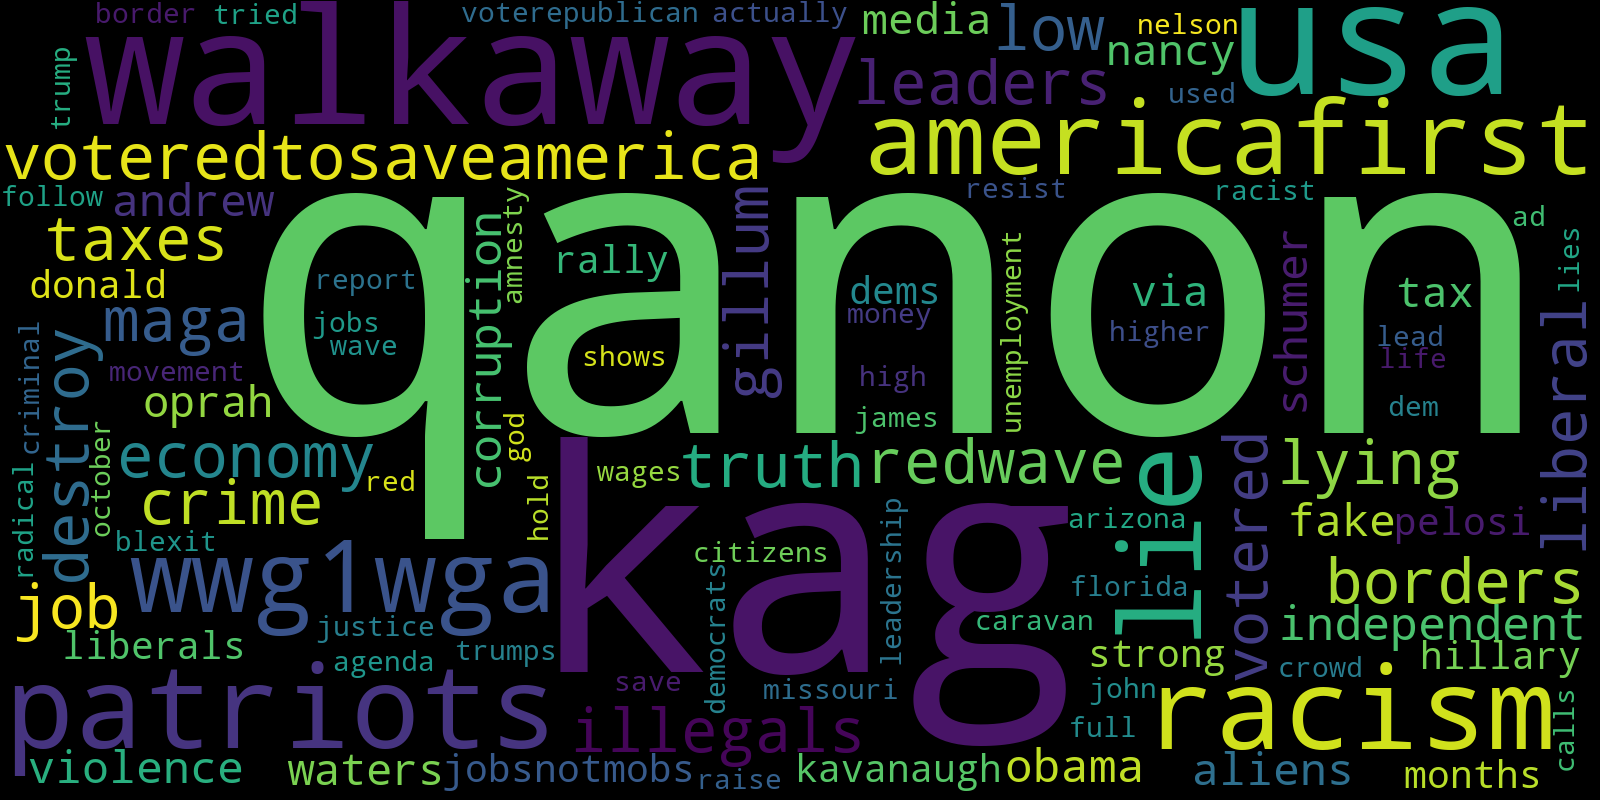 border
tried
voterepublican
actually
media
low
nelson
usa
walkaway
trump
leaders
nancy
used
americafirst
voteredtosaveamerica
follow
andrew
resist
racist
ad
taxes
qanon
corruption
amnesty
rally
gillum
dems
money
unemployment
via
higher
schumer
tax
lies
donald
report
maga
jobs
wave
shows
lead
life
liberal
criminal
destroy
movement
high
oprah
james
dem
god
economy
red
wages
truth
redwave
lie
voted
lying
radical
october
crime
hold
kag
leadership
arizona
fake
pelosi
blexit
wwg1wga
citizens
democrats
florida
borders
job
justice
caravan
independent
liberals
agenda
trumps
strong
votered
crowd
hillary
patriots
save
missouri
john
racism
calls
illegals
full
violence
waters
jobsnotmobs
raise
kavanaugh
obama
aliens
months